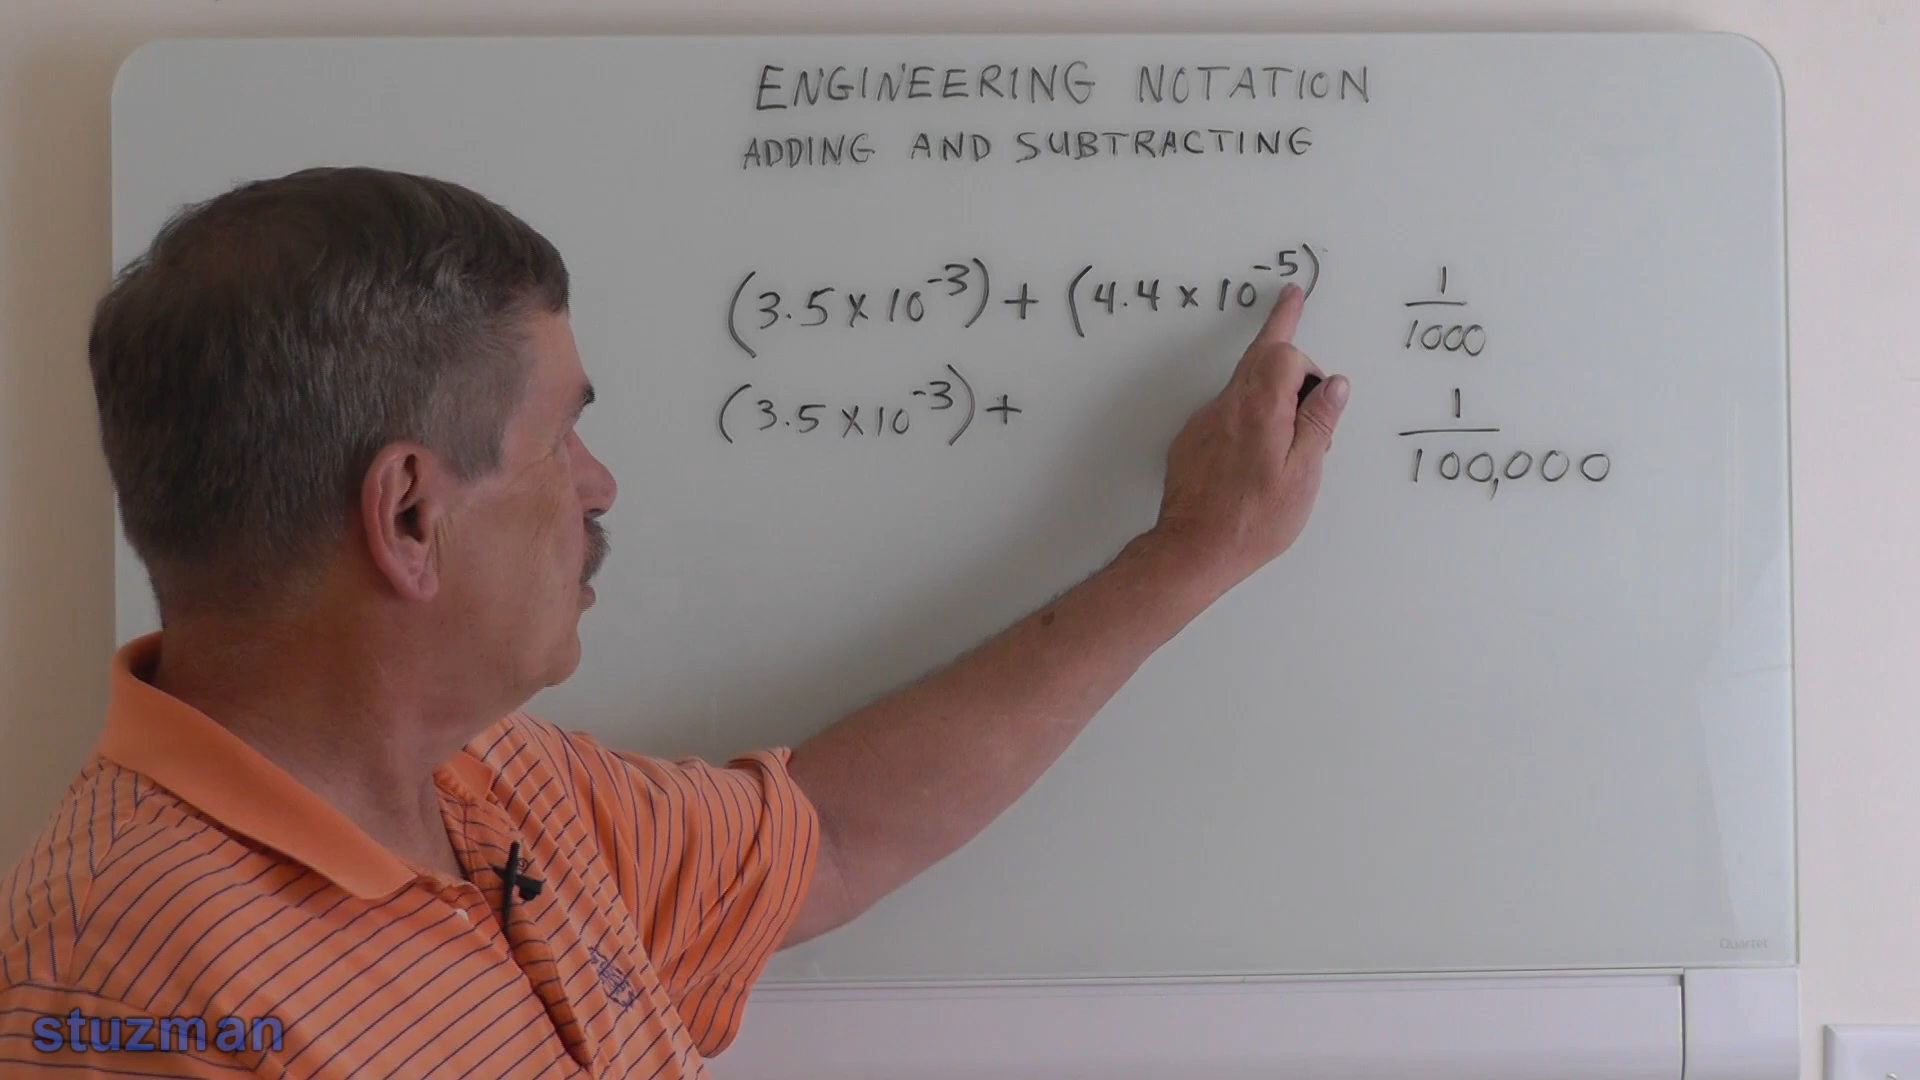 ENGINEERING NOTATION
ADDING AND SUBTRACTING
(3.5 x 10⁻³) + (4.4 x 10⁻⁵)
1
1000
(3.5 x 10⁻³) +
1
100,000
Quartet
stuzman